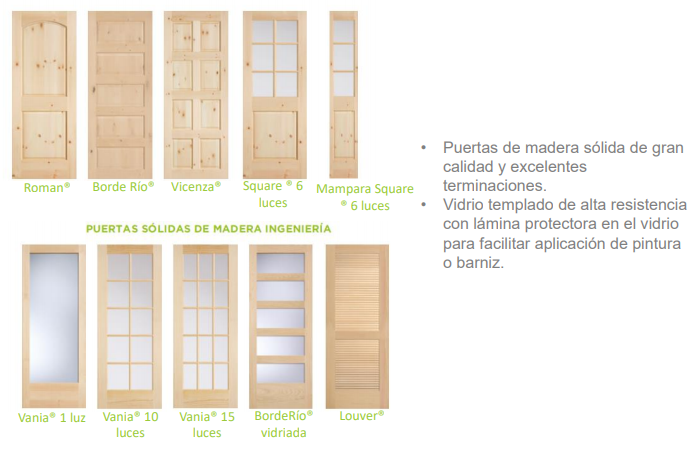 Roman®
Borde Río®
Vicenza®
Square ® 6
luces
Mampara Square
® 6 luces
PUERTAS SÓLIDAS DE MADERA INGENIERÍA
Vania® 1 luz
Vania® 10
luces
Vania® 15
luces
BordeRío®
vidriada
Louver®
• Puertas de madera sólida de gran
calidad y excelentes
terminaciones.
• Vidrio templado de alta resistencia
con lámina protectora en el vidrio
para facilitar aplicación de pintura
o barniz.